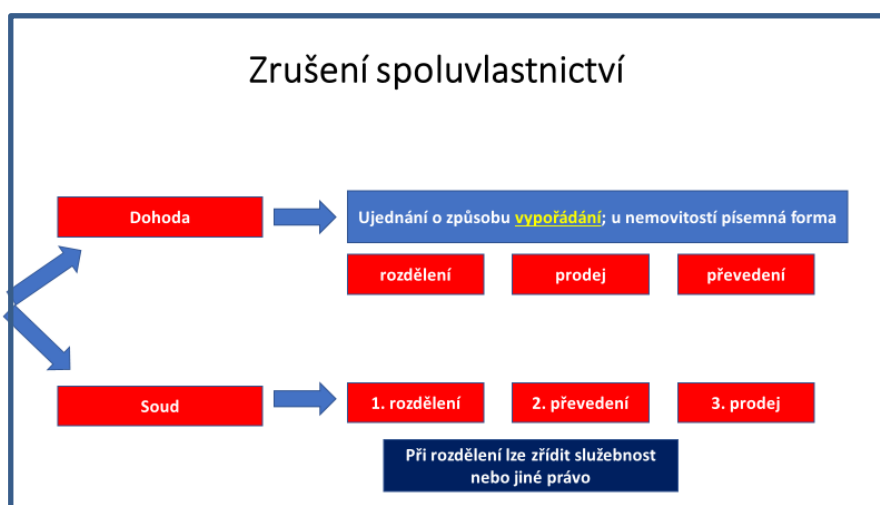 Zrušení spoluvlastnictví
Dohoda
Ujednání o způsobu vypořádání; u nemovitostí písemná forma
rozdělení
prodej
převedení
Soud
1. rozdělení
2. převedení
3. prodej
Při rozdělení lze zřídit služebnost
nebo jiné právo